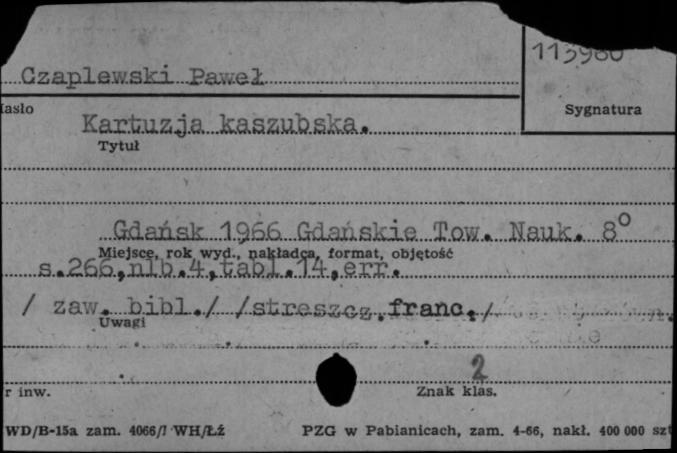 113980
Czaplewski Paweł
Sygnatura
Kartuzja kaszubska.
Tytuł
Gdańsk 1966 Gdańskie Tow. Nauk. 8°
Miejsce, rok wyd., nakładca, format, objętość
s.266,nlb.4,tabl.14,err.
/ zaw. bibl./ /streszcz.franc./
Uwagi
2
r inw.
Znak klas.
WD/B-15a zam. 4066/7 WH/Łź
PZG w Pabianicach, zam. 4-66, nakł. 400 000 szt